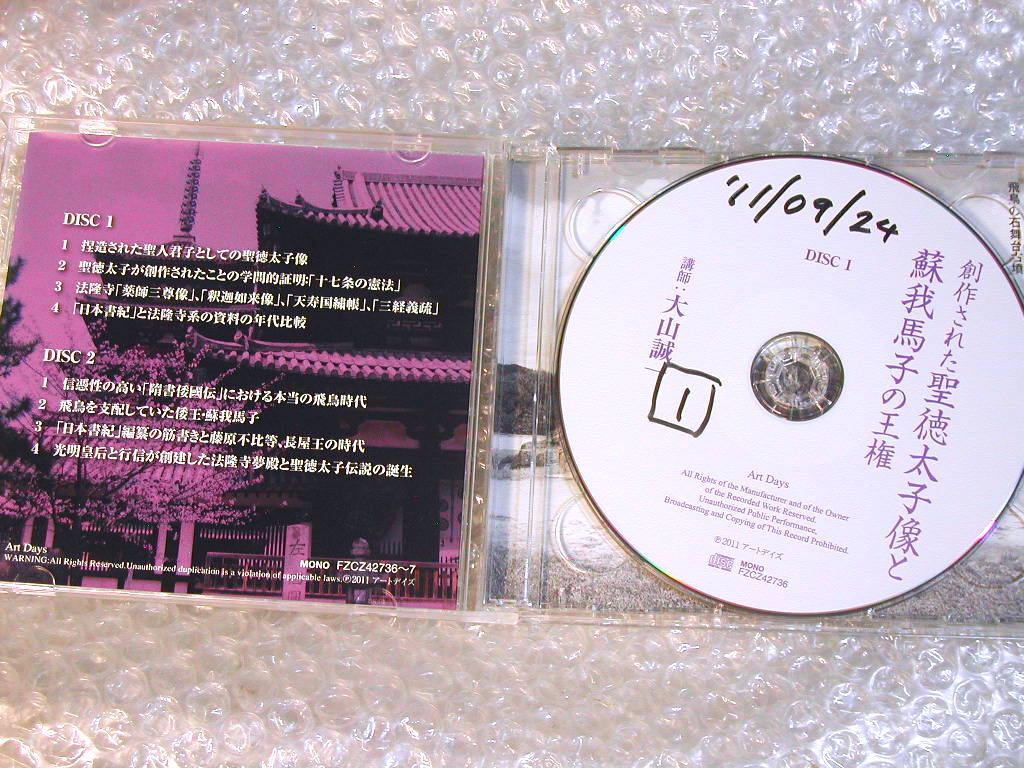 DISC 1
1 捏造された聖人君子としての聖徳太子像
2 聖徳太子が創作されたことの学問的証明:「十七条の憲法」
3 法隆寺「薬師三尊像」、「釈迦如来像」、「天寿国繡帳」、「三経義疏」
4 「日本書紀」と法隆寺系の資料の年代比較
DISC 2
1 信憑性の高い「隋書倭國伝」における本当の飛鳥時代
2 飛鳥を支配していた倭王・蘇我馬子
3 「日本書紀」編纂の筋書きと藤原不比等、長屋王の時代
4 光明皇后と行信が創建した法隆寺夢殿と聖徳太子伝説の誕生
Art Days
MONO FZCZ42736~7
WARNING:All Rights Reserved.Unauthorized duplication is a violation of applicable laws.Ⓟ2011 アートデイズ
'11/09/24
DISC 1
創作された聖徳太子像と
蘇我馬子の王権
講師:大山誠一
1
Art Days
All Rights of the Manufacturer and of the Owner
of the Recorded Work Reserved.
Unauthorized Public Performance,
Broadcasting and Copying of This Record Prohibited.
Ⓟ2011 アートデイズ
MONO
FZCZ42736
飛鳥の石舞台古墳